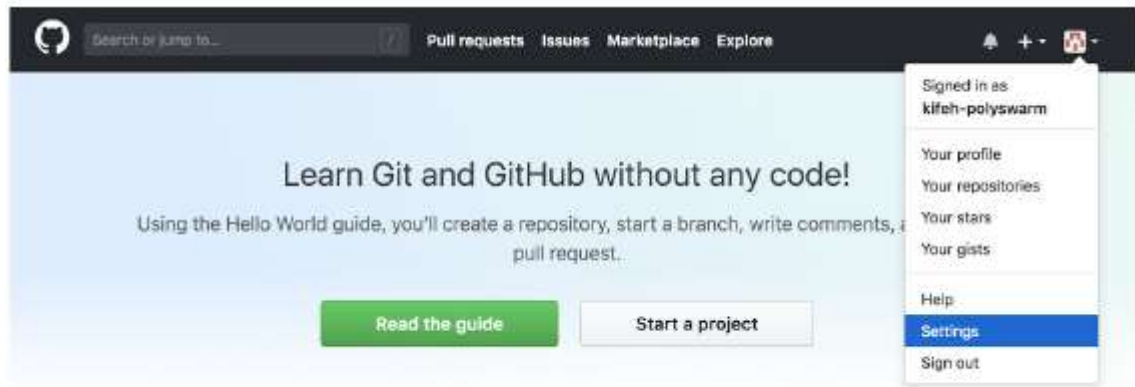 Search or jump to...
/
Pull requests Issues Marketplace Explore
Signed in as
kifeh-polyswarm
Your profile
Your repositories
Your stars
Your gists
Help
Settings
Sign out
Learn Git and GitHub without any code!
Using the Hello World guide, you'll create a repository, start a branch, write comments,
pull request.
Read the guide
Start a project